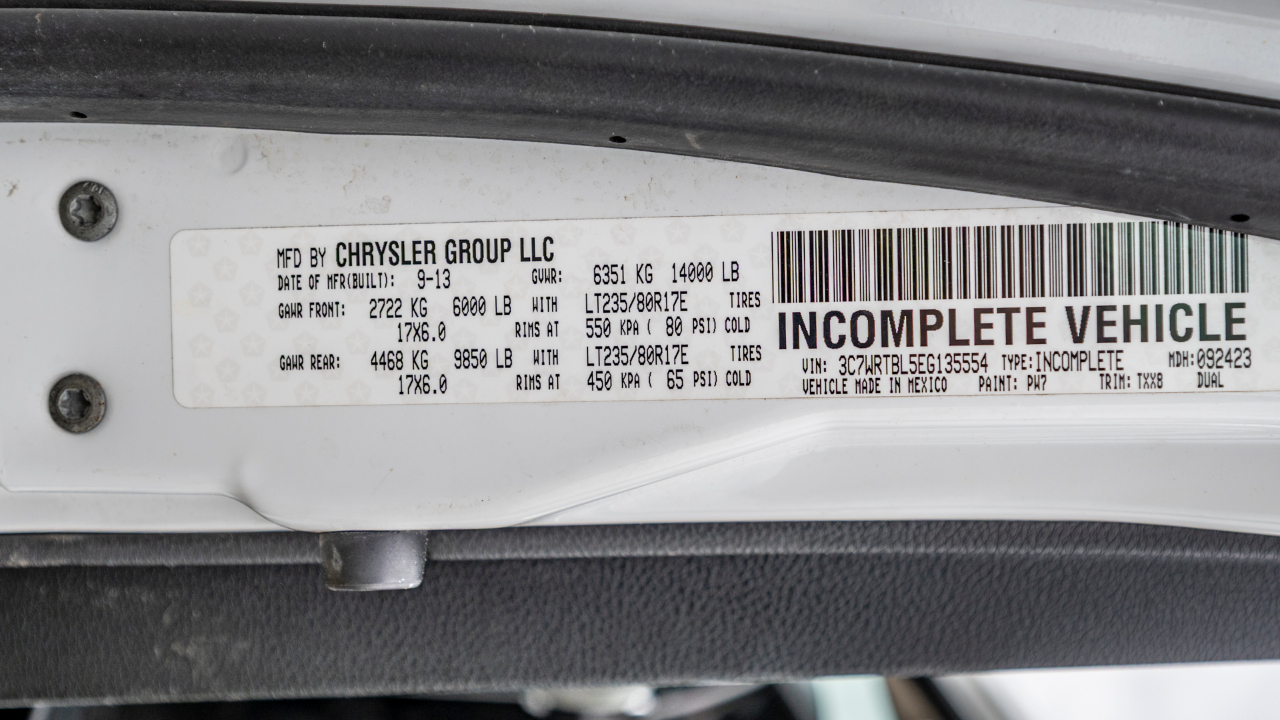 MFD BY CHRYSLER GROUP LLC
DATE OF MFR(BUILT): 9-13 GVWR: 6351 KG 14000 LB
GAWR FRONT: 2722 KG 6000 LB WITH LT235/80R17E TIRES
17X6.0 RIMS AT 550 KPA ( 80 PSI) COLD
GAWR REAR: 4468 KG 9850 LB WITH LT235/80R17E TIRES
17X6.0 RIMS AT 450 KPA ( 65 PSI) COLD
INCOMPLETE VEHICLE
VIN: 3C7WRTBL5EG135554 TYPE: INCOMPLETE MDH: 092423
VEHICLE MADE IN MEXICO PAINT: PW7 TRIM: TXX8 DUAL